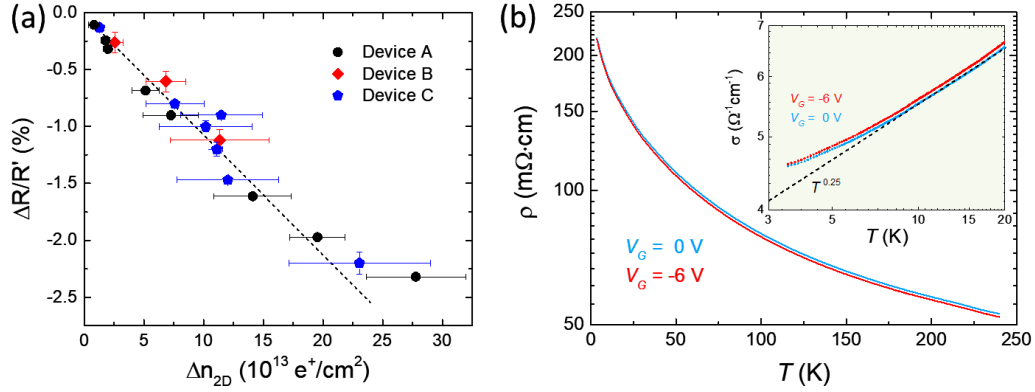 (a)
0.0
-0.5
-1.0
-1.5
-2.0
-2.5
ΔR/R' (%)
Device A
Device B
Device C
0 5 10 15 20 25 30
Δn2D (10^13 e+/cm2)
(b)
250
200
150
100
50
ρ (mΩ·cm)
VG = 0 V
VG = -6 V
0 50 100 150 200 250
T (K)
6
5
4
σ (Ω-1cm-1)
VG = -6 V
VG = 0 V
T0.25
3 5 10 15 20
T (K)